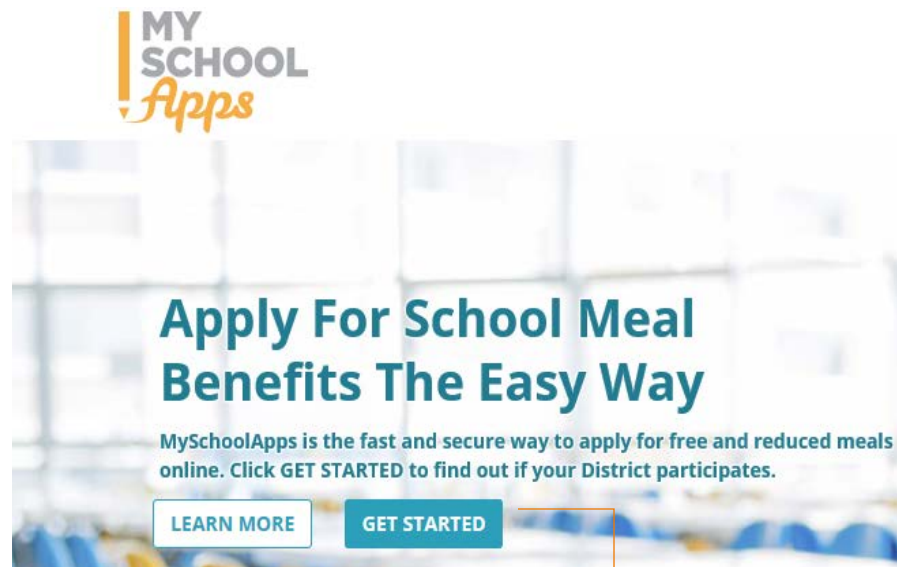 MY
SCHOOL
Apps
Apply For School Meal
Benefits The Easy Way
MySchoolApps is the fast and secure way to apply for free and reduced meals
online. Click GET STARTED to find out if your District participates.
LEARN MORE
GET STARTED